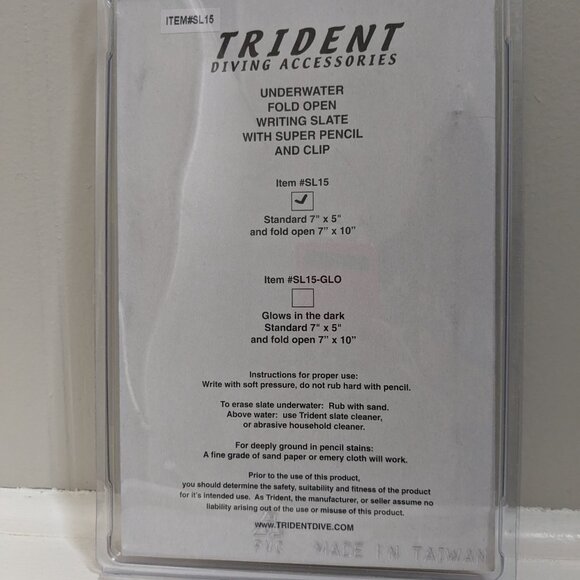 ITEM#SL15
TRIDENT
DIVING ACCESSORIES
UNDERWATER
FOLD OPEN
WRITING SLATE
WITH SUPER PENCIL
AND CLIP
Item #SL15
Standard 7" x 5"
and fold open 7" x 10"
Item #SL15-GLO
Glows in the dark
Standard 7" x 5"
and fold open 7" x 10"
Instructions for proper use:
Write with soft pressure, do not rub hard with pencil.
To erase slate underwater: Rub with sand.
Above water: use Trident slate cleaner,
or abrasive household cleaner.
For deeply ground in pencil stains:
A fine grade of sand paper or emery cloth will work.
Prior to the use of this product,
you should determine the safety, suitability and fitness of the product
for it's intended use. As Trident, the manufacturer, or seller assume no
liability arising out of the use or misuse of this product.
www.TRIDENTDIVE.COM
PVC MADE IN TAIWAN